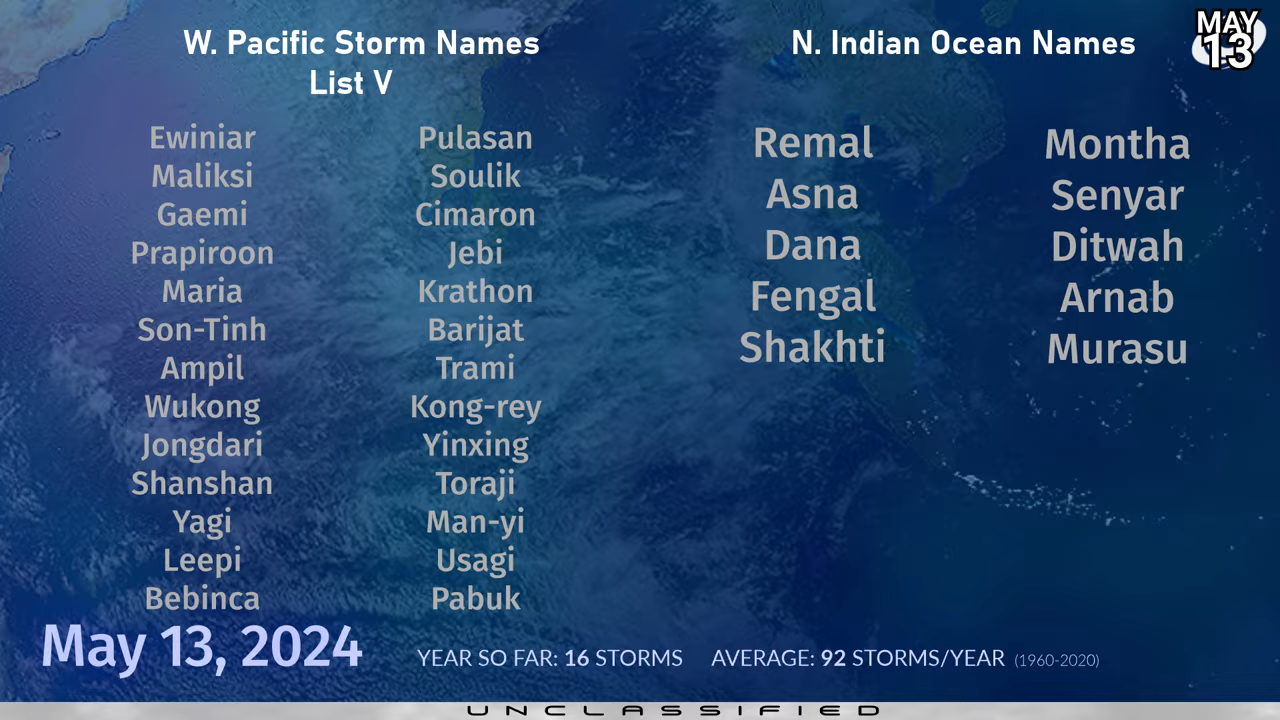 W. Pacific Storm Names
List V
Ewiniar
Maliksi
Gaemi
Prapiroon
Maria
Son-Tinh
Ampil
Wukong
Jongdari
Shanshan
Yagi
Leepi
Bebinca
Pulasan
Soulik
Cimaron
Jebi
Krathon
Barijat
Trami
Kong-rey
Yinxing
Toraji
Man-yi
Usagi
Pabuk
N. Indian Ocean Names
Remal
Asna
Dana
Fengal
Shakhti
Montha
Senyar
Ditwah
Arnab
Murasu
MAY
13
May 13, 2024
YEAR SO FAR: 16 STORMS AVERAGE: 92 STORMS/YEAR (1960-2020)
UNCLASSIFIED